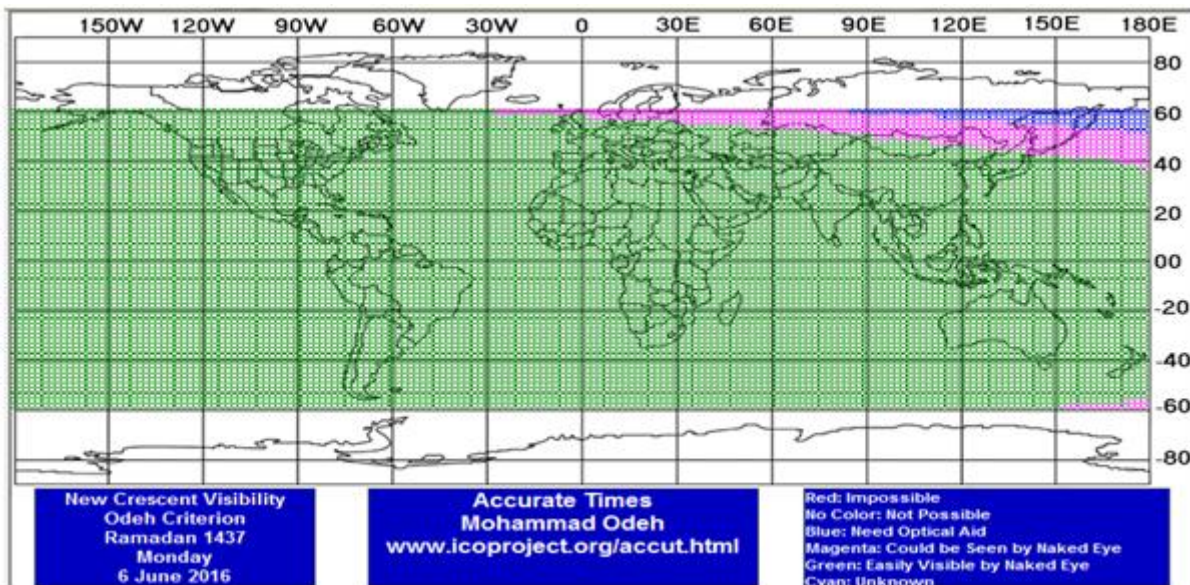 150W 120W 90W 60W 30W 0 30E 60E 90E 120E 150E 180E
80
60
40
20
00
-20
-40
-60
-80
New Crescent Visibility
Odeh Criterion
Ramadan 1437
Monday
6 June 2016
Accurate Times
Mohammad Odeh
www.icoproject.org/accut.html
Red: Impossible
No Color: Not Possible
Blue: Need Optical Aid
Magenta: Could be Seen by Naked Eye
Green: Easily Visible by Naked Eye
Cyan: Unknown